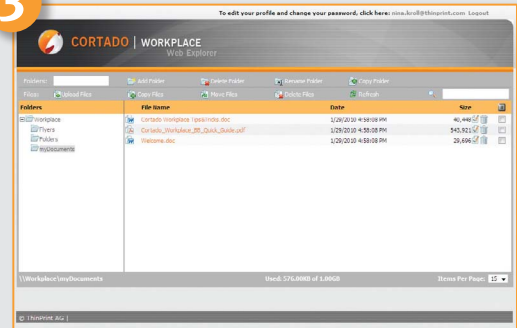 3
To edit your profile and change your password, click here: nina.kroll@thinprint.com Logout
CORTADO | WORKPLACE
Web Explorer
Folders: Add Folder Delete Folder Rename Folder Copy Folder
Files: Upload Files Copy Files Move Files Delete Files Refresh
Folders File Name Date Size
Workplace Cortado Workplace Tips&Tricks.doc 1/29/2010 4:58:08 PM 40,448
Flyers Cortado_Workplace_BB_Quick_Guide.pdf 1/29/2010 4:58:08 PM 543,921
Folders Welcome.doc 1/29/2010 4:58:08 PM 29,696
myDocuments
\\Workplace\myDocuments Used: 576.00KB of 1.00GB Items Per Page: 15
© ThinPrint AG |